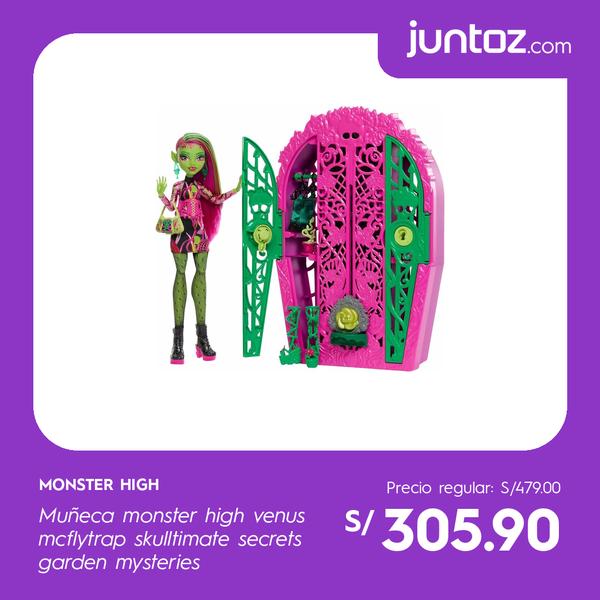 juntoz.com
MONSTER HIGH
Muñeca monster high venus
mcflytrap skulltimate secrets
garden mysteries
Precio regular: S/479.00
S/ 305.90